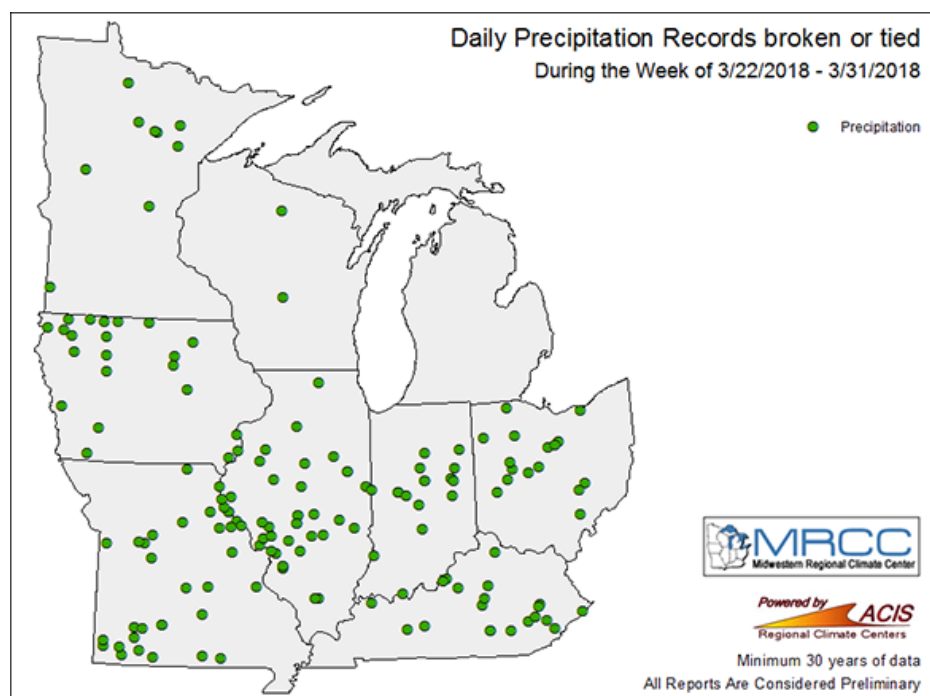 Daily Precipitation Records broken or tied
During the Week of 3/22/2018 - 3/31/2018
Precipitation
MRCC
Midwestern Regional Climate Center
Powered by
ACIS
Regional Climate Centers
Minimum 30 years of data
All Reports Are Considered Preliminary